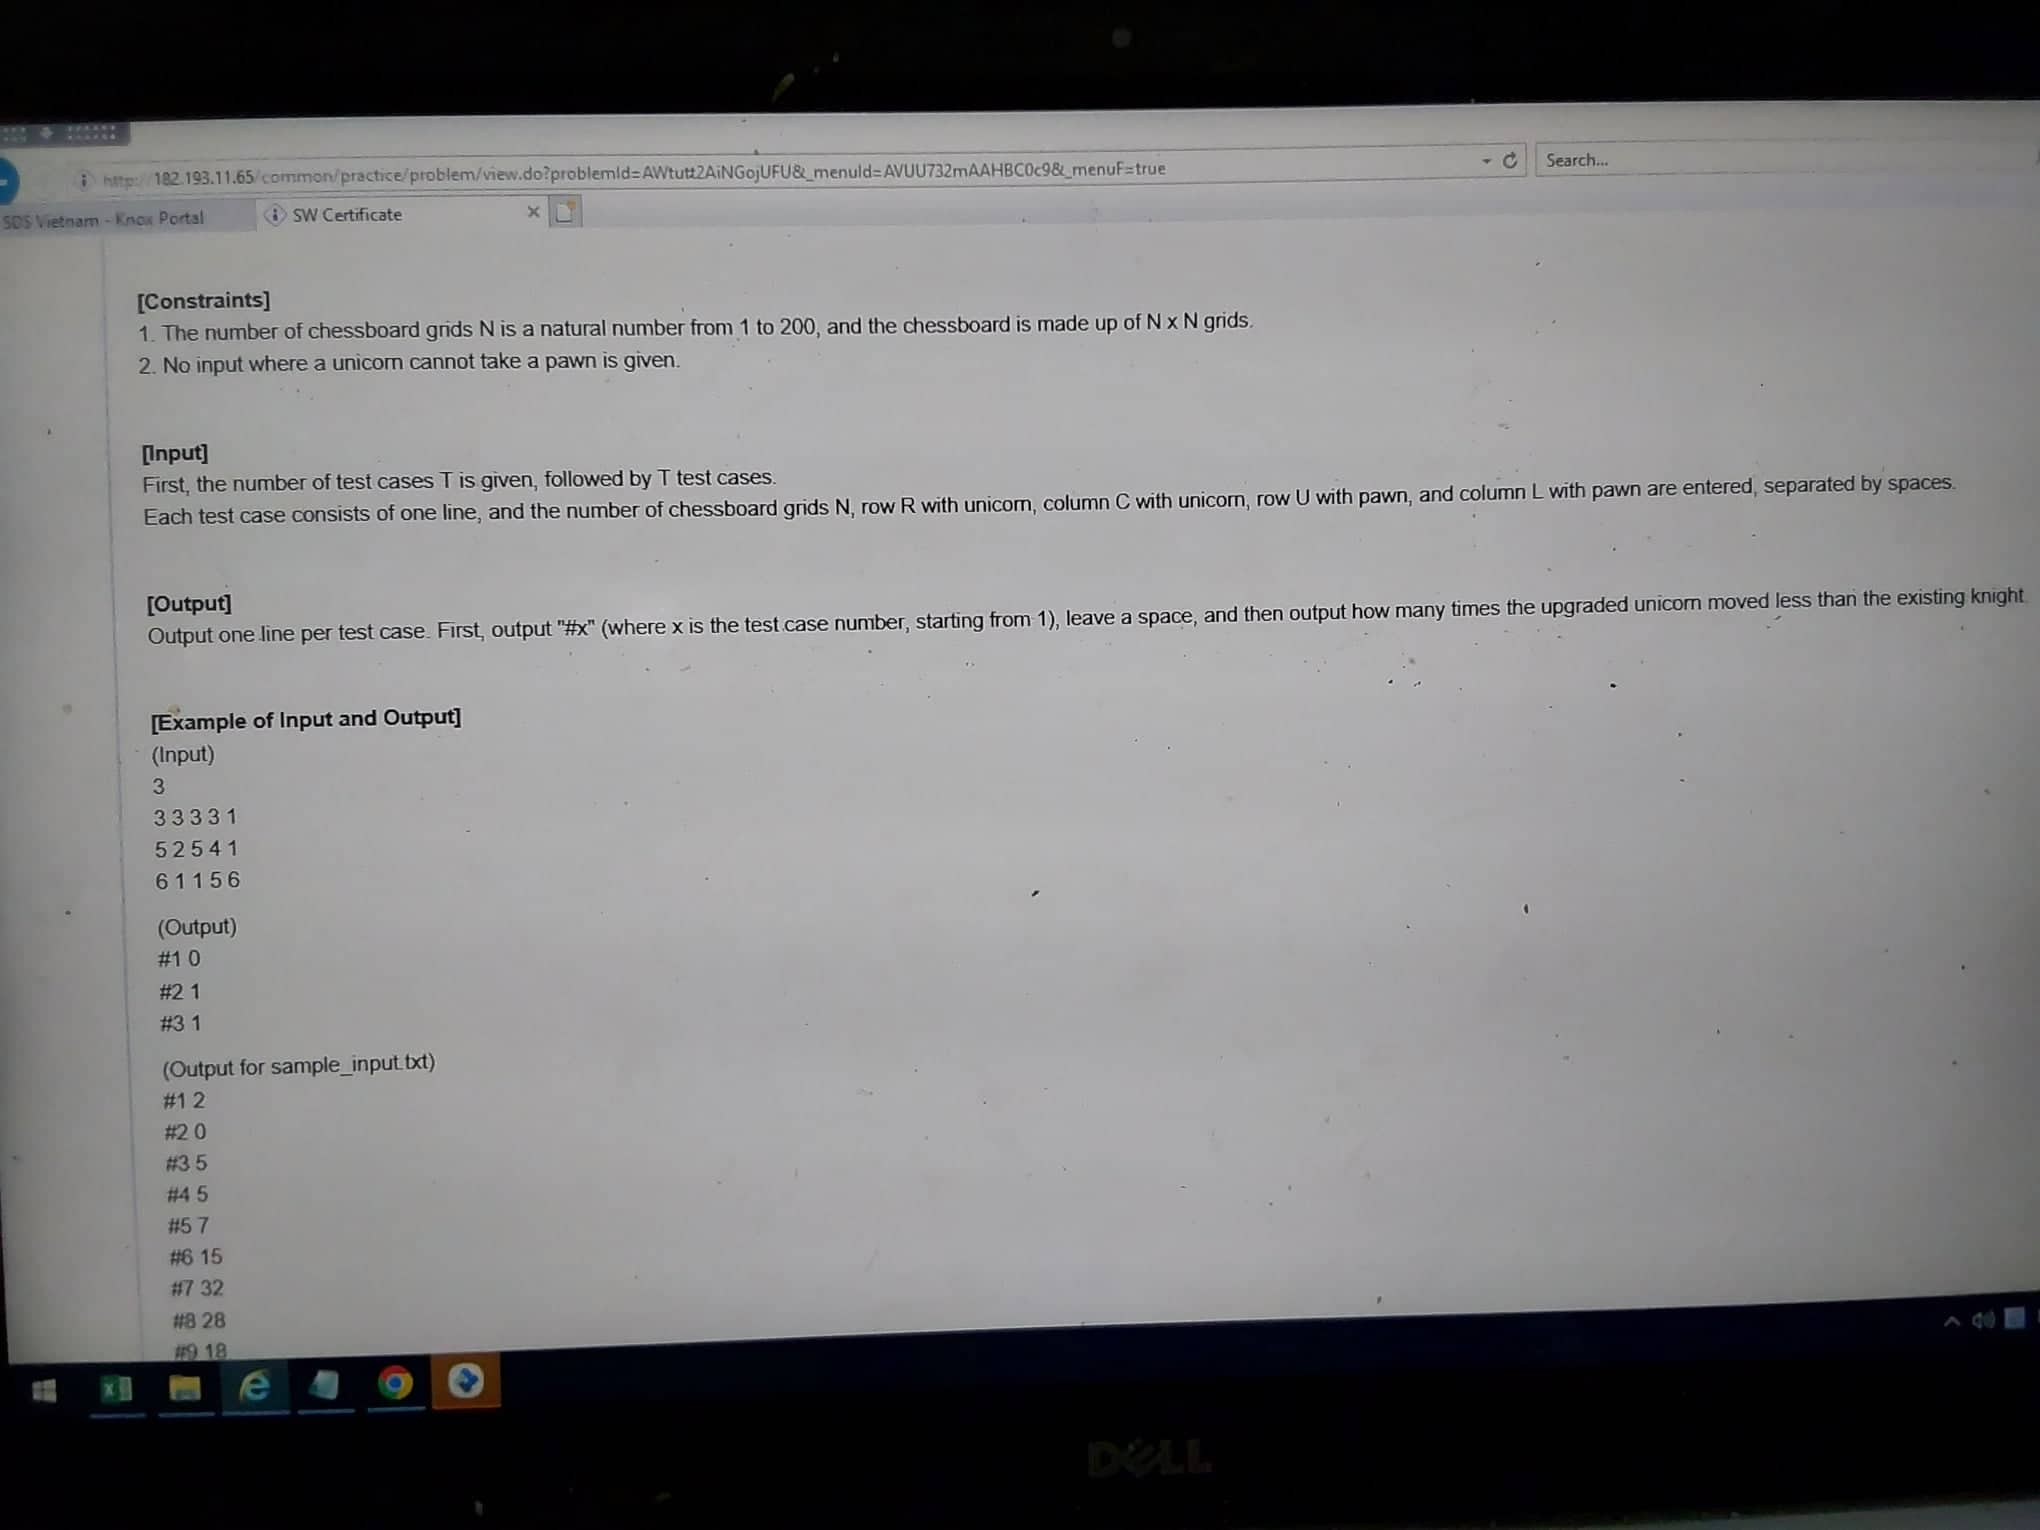 http://182.193.11.65/common/practice/problem/view.do?problemId=AWtutt2AiNGojUFU&_menuId=AVUU732mAAHBC0c9&_menuF=true
Search...
SDS Vietnam - Knox Portal
SW Certificate
[Constraints]
1. The number of chessboard grids N is a natural number from 1 to 200, and the chessboard is made up of N x N grids.
2. No input where a unicorn cannot take a pawn is given.
[Input]
First, the number of test cases T is given, followed by T test cases.
Each test case consists of one line, and the number of chessboard grids N, row R with unicorn, column C with unicorn, row U with pawn, and column L with pawn are entered, separated by spaces.
[Output]
Output one line per test case. First, output "#x" (where x is the test case number, starting from 1), leave a space, and then output how many times the upgraded unicorn moved less than the existing knight.
[Example of Input and Output]
(Input)
3
3 3 3 3 1
5 2 5 4 1
6 1 1 5 6
(Output)
#1 0
#2 1
#3 1
(Output for sample_input.txt)
#1 2
#2 0
#3 5
#4 5
#5 7
#6 15
#7 32
#8 28
#9 18
DELL